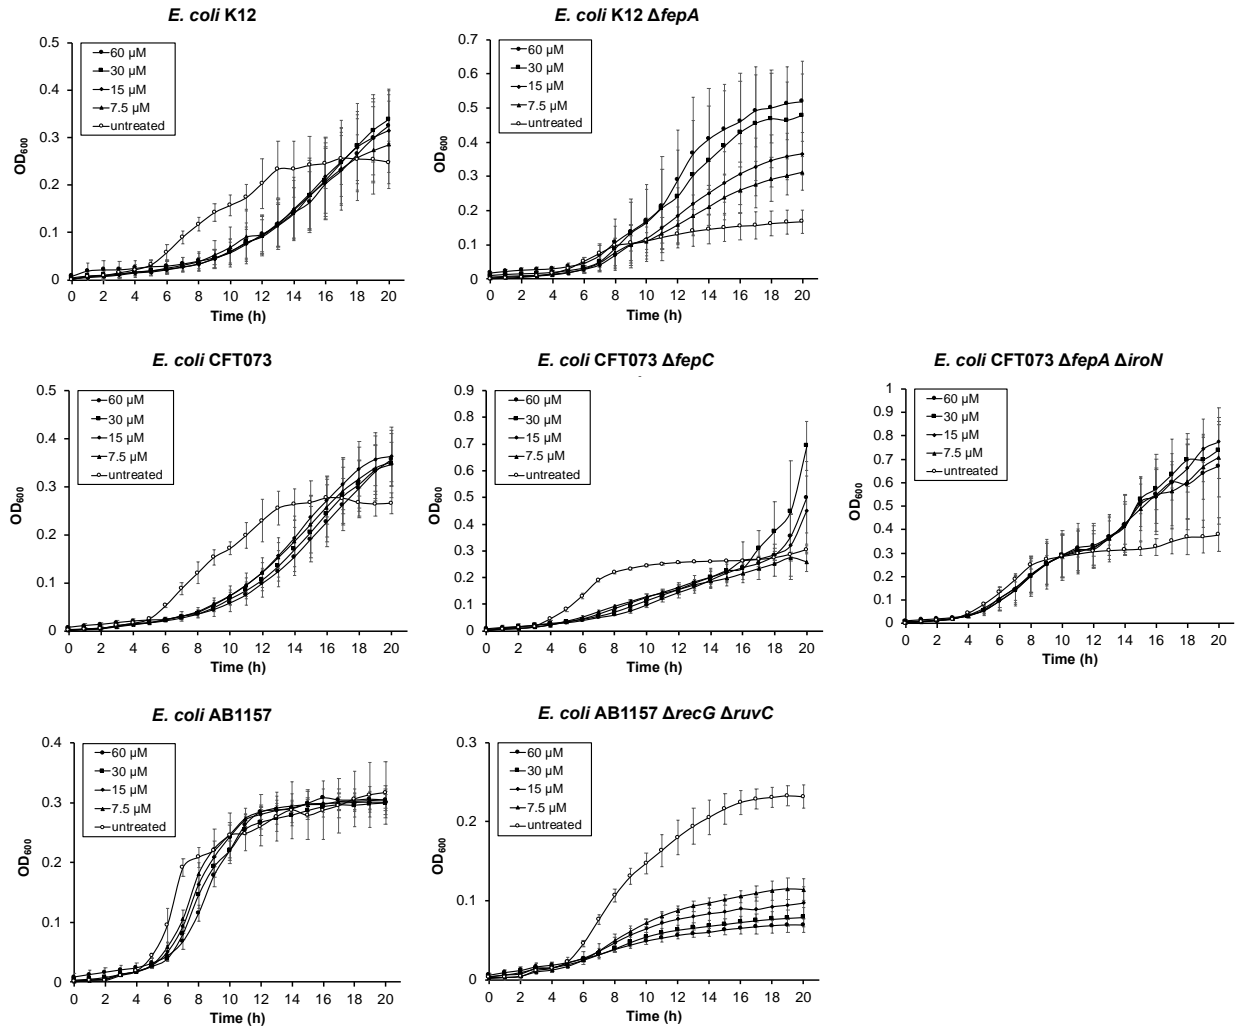 E. coli K12
0.5
0.4
0.3
0.2
0.1
0
OD600
60 µM
30 µM
15 µM
7.5 µM
untreated
0 2 4 6 8 10 12 14 16 18 20
Time (h)
E. coli K12 ΔfepA
0.7
0.6
0.5
0.4
0.3
0.2
0.1
0
OD600
60 µM
30 µM
15 µM
7.5 µM
untreated
0 2 4 6 8 10 12 14 16 18 20
Time (h)
E. coli CFT073
0.5
0.4
0.3
0.2
0.1
0
OD600
60 µM
30 µM
15 µM
7.5 µM
untreated
0 2 4 6 8 10 12 14 16 18 20
Time (h)
E. coli CFT073 ΔfepC
0.9
0.8
0.7
0.6
0.5
0.4
0.3
0.2
0.1
0
OD600
60 µM
30 µM
15 µM
7.5 µM
untreated
0 2 4 6 8 10 12 14 16 18 20
Time (h)
E. coli CFT073 ΔfepA ΔiroN
1
0.9
0.8
0.7
0.6
0.5
0.4
0.3
0.2
0.1
0
OD600
60 µM
30 µM
15 µM
7.5 µM
untreated
0 2 4 6 8 10 12 14 16 18 20
Time (h)
E. coli AB1157
0.4
0.3
0.2
0.1
0
OD600
60 µM
30 µM
15 µM
7.5 µM
untreated
0 2 4 6 8 10 12 14 16 18 20
Time (h)
E. coli AB1157 ΔrecG ΔruvC
0.3
0.2
0.1
0
OD600
60 µM
30 µM
15 µM
7.5 µM
untreated
0 2 4 6 8 10 12 14 16 18 20
Time (h)